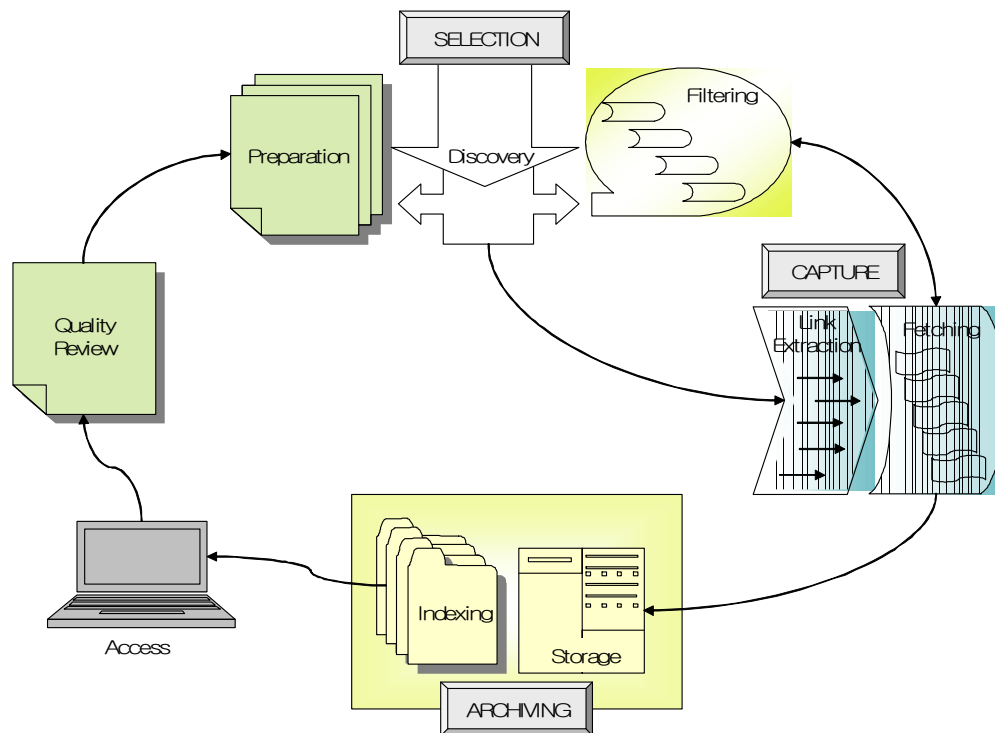 SELECTION
Filtering
Preparation
Discovery
CAPTURE
Quality
Review
Link
Extraction
Fetching
Indexing
Storage
Access
ARCHIVING